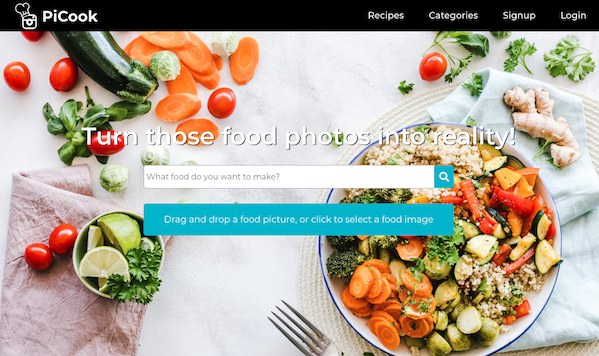 PiCook
Recipes Categories Signup Login
Turn those food photos into reality!
What food do you want to make?
Drag and drop a food picture, or click to select a food image